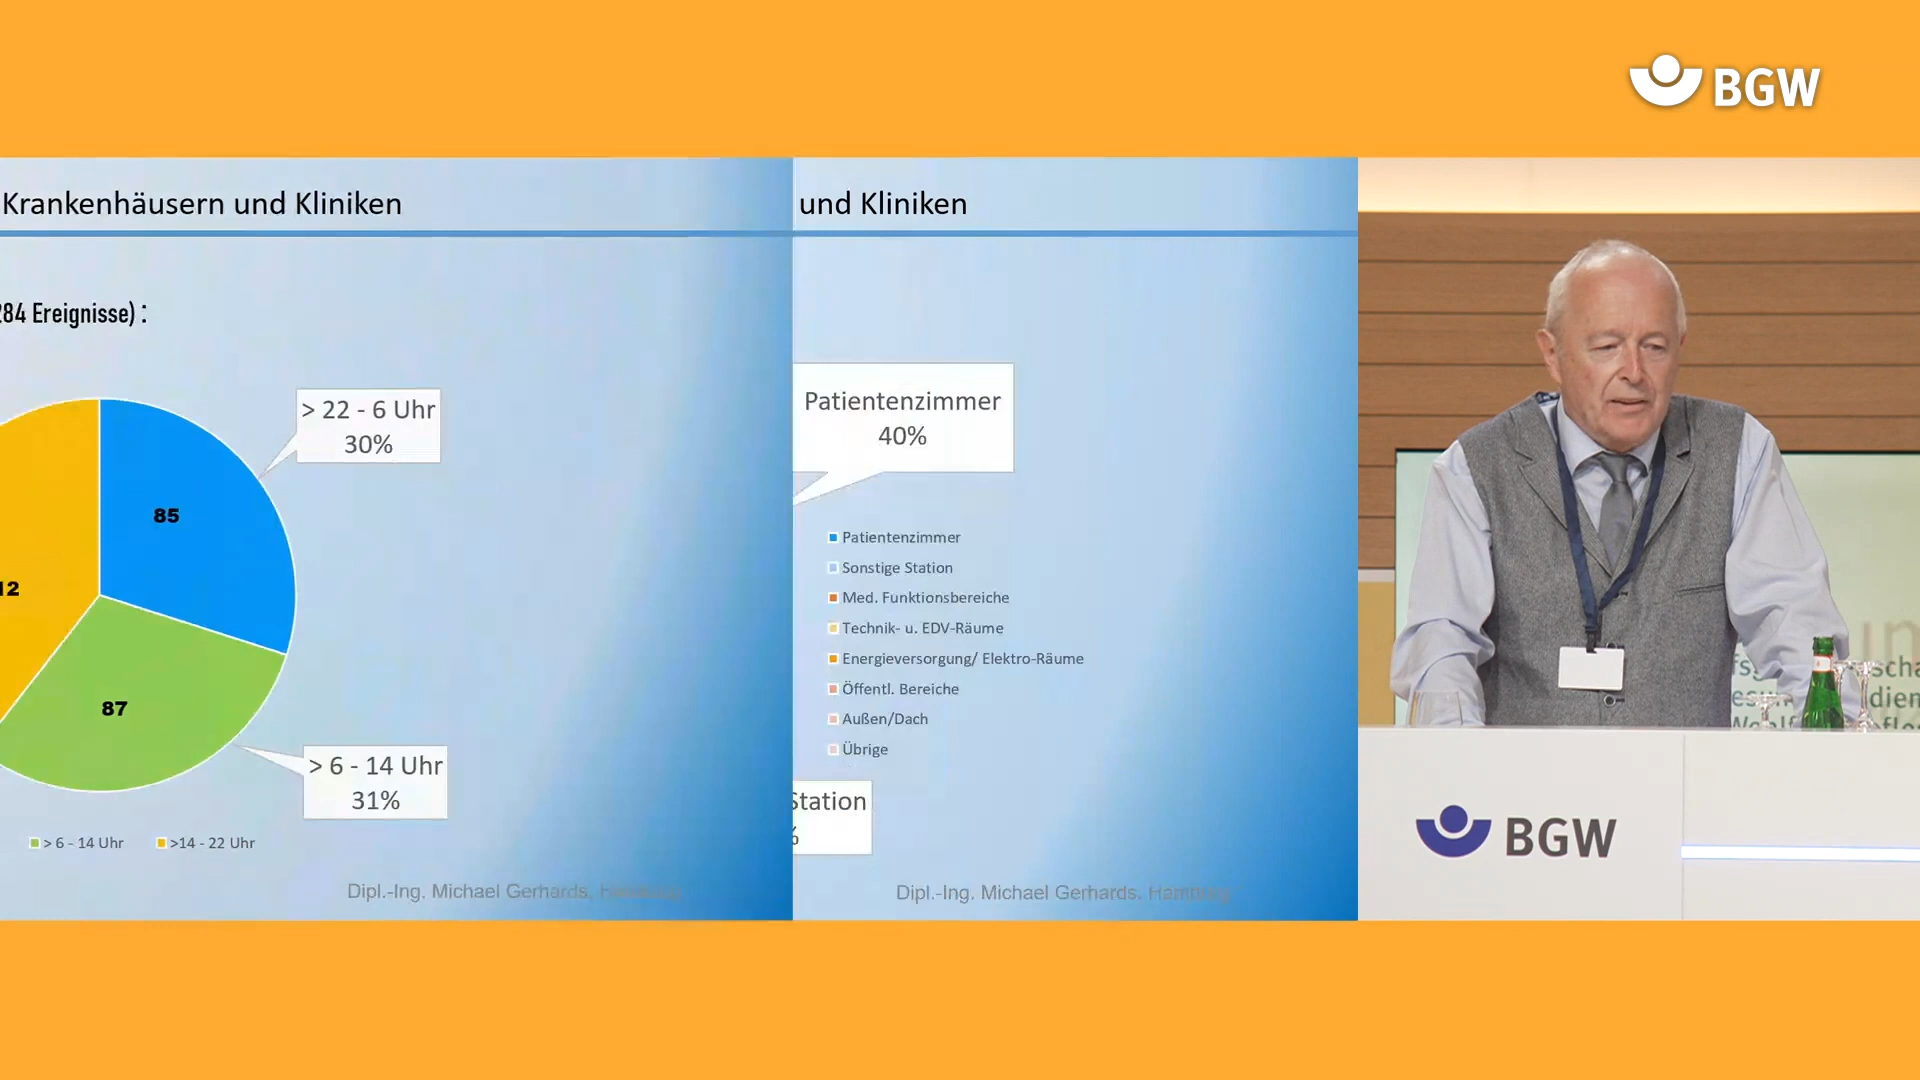 BGW
Krankenhäusern und Kliniken
284 Ereignisse) :
> 22 - 6 Uhr
30%
85
12
87
> 6 - 14 Uhr
31%
> 6 - 14 Uhr
>14 - 22 Uhr
Dipl.-Ing. Michael Gerhards, Hamburg
und Kliniken
Patientenzimmer
40%
Patientenzimmer
Sonstige Station
Med. Funktionsbereiche
Technik- u. EDV-Räume
Energieversorgung/ Elektro-Räume
Öffentl. Bereiche
Außen/Dach
Übrige
Station
%
Dipl.-Ing. Michael Gerhards, Hamburg
BGW